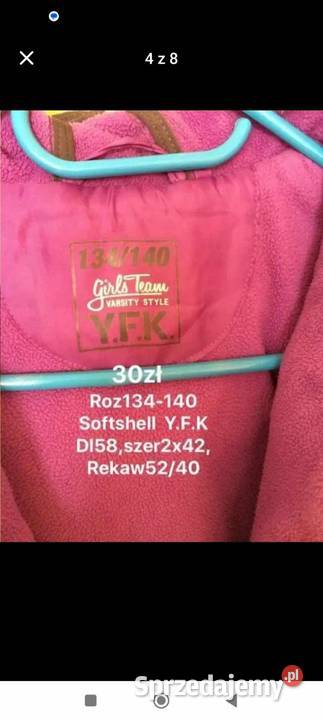 4 z 8
134/140
Girls Team
VARSITY STYLE
Y.F.K.
30zł
Roz134-140
Softshell Y.F.K
Dl58,szer2x42,
Rekaw52/40
Sprzedajemy.pl